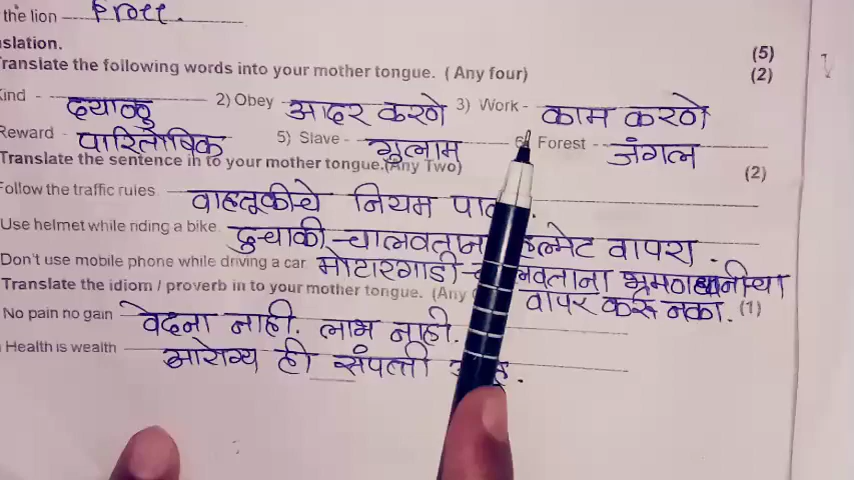 the lion Free.
slation. (5)
ranslate the following words into your mother tongue. ( Any four) (2)
ind - दयाळू 2) Obey आदर करणे 3) Work - काम करणे
Reward - पारितोषिक 5) Slave - गुलाम 6 Forest -- जंगल
Translate the sentence in to your mother tongue.(Any Two) (2)
Follow the traffic rules वाहतूकीचे नियम
Use helmet while riding a bike दुचाकी चालवताना हेल्मेट वापरा .
Don't use mobile phone while driving a car मोटारगाडी चालवताना
Translate the idiom / proverb in to your mother tongue. (Any वापर करू नका. (1)
No pain no gain वेदना नाही. लाभ नाही.
Health is wealth आरोग्य ही संपत्ती